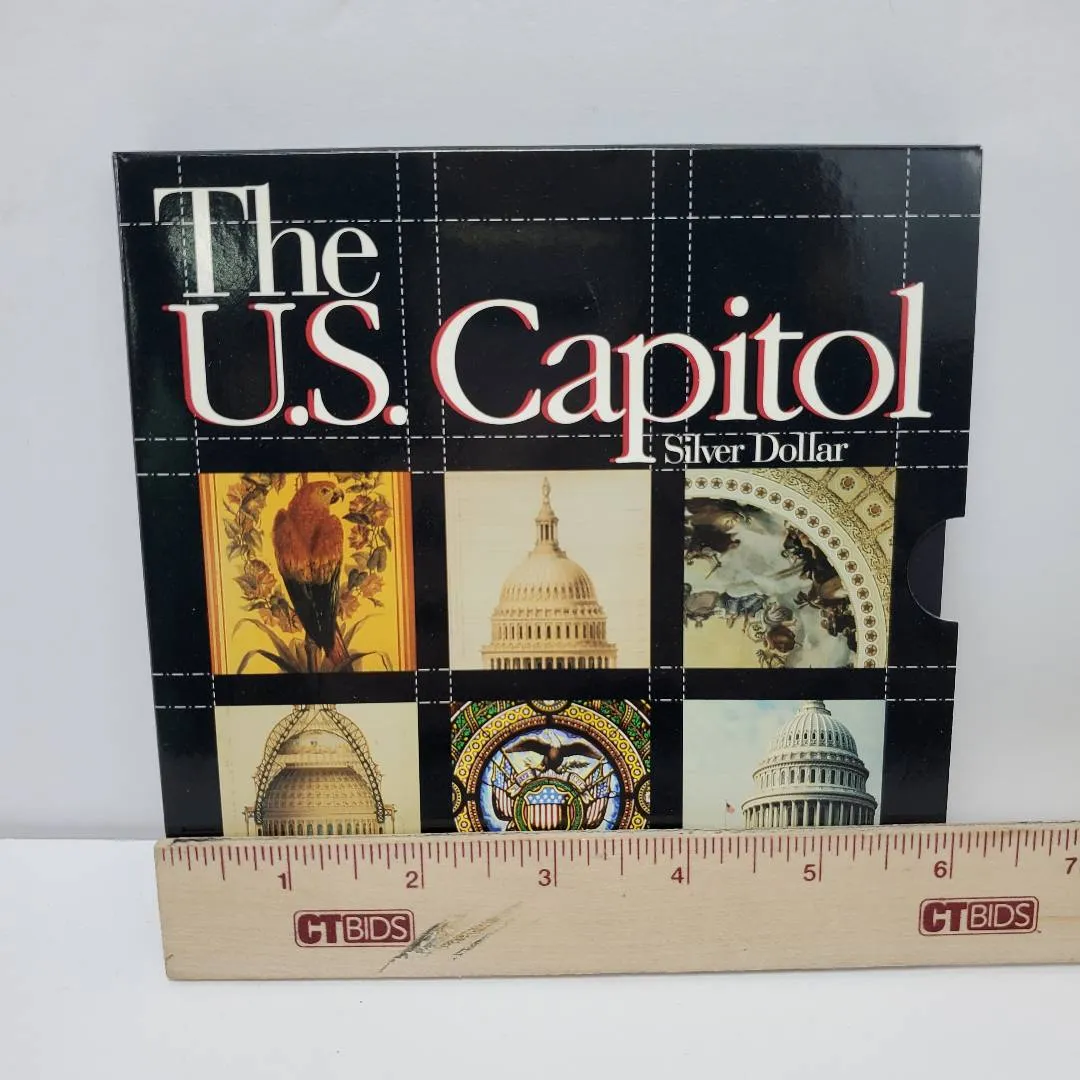 The
U.S. Capitol
Silver Dollar
1 2 3 4 5 6 7
CTBIDS CTBIDS